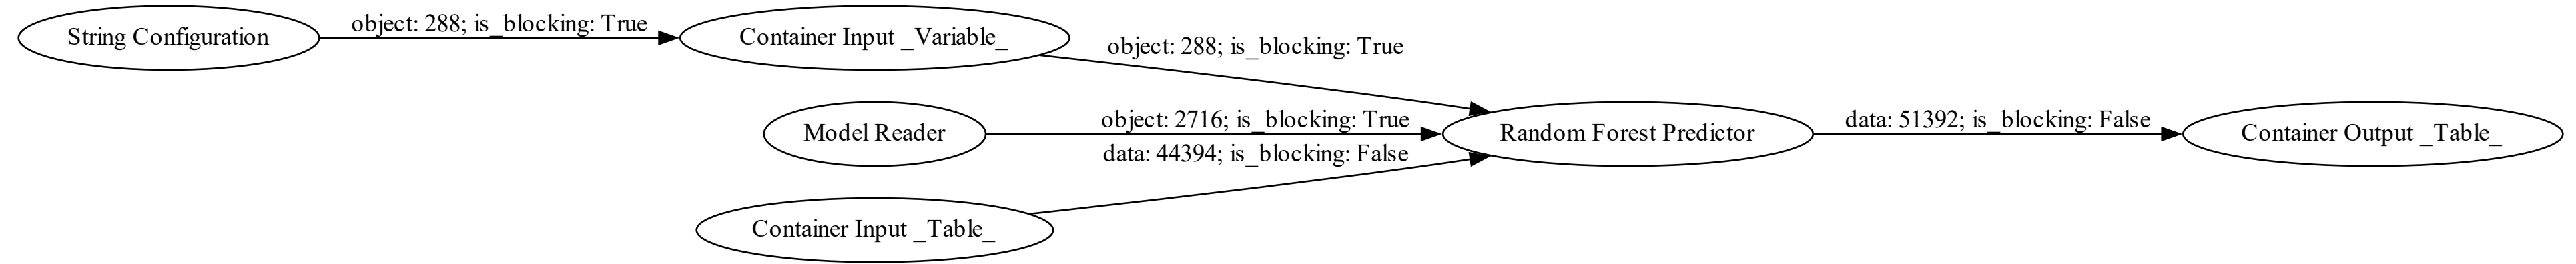 String Configuration
object: 288; is_blocking: True
Container Input _Variable_
object: 288; is_blocking: True
Model Reader
object: 2716; is_blocking: True
Random Forest Predictor
data: 51392; is_blocking: False
Container Output _Table_
data: 44394; is_blocking: False
Container Input _Table_